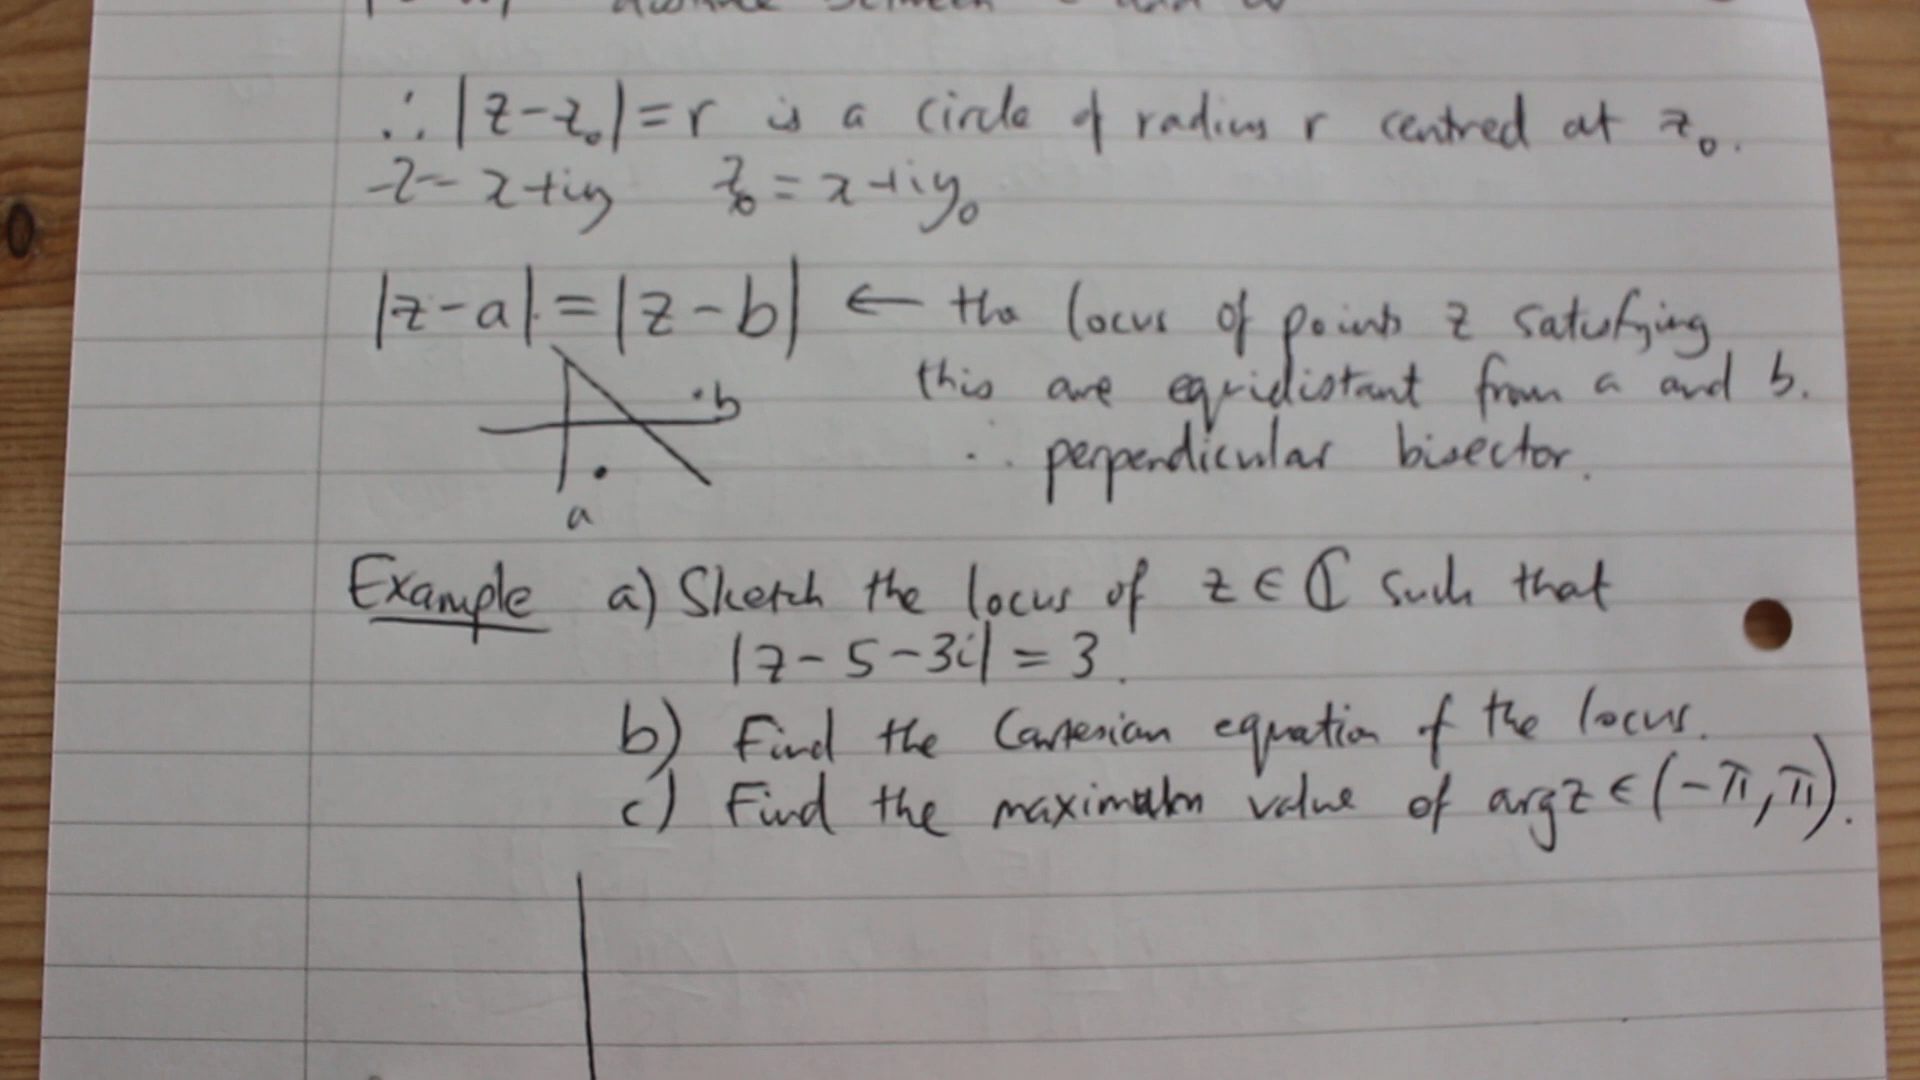 ∴ |z-z₀| = r is a circle of radius r centred at z₀.
z = x+iy z₀ = x+iy₀
|z-a| = |z-b| ← the locus of points z satisfying
this are equidistant from a and b.
b
∴ perpendicular bisector.
a
Example a) Sketch the locus of z ∈ ℂ such that
|z-5-3i| = 3.
b) Find the Cartesian equation of the locus.
c) Find the maximum value of arg z ∈ (-π, π).